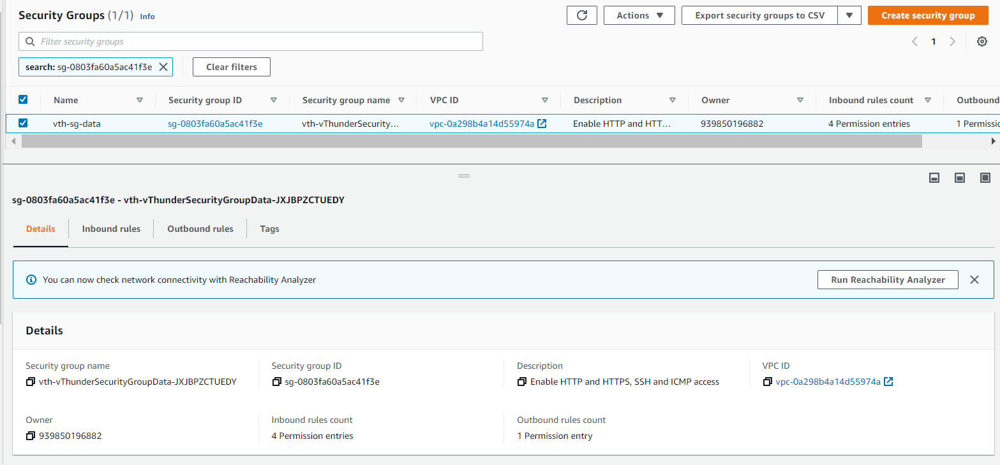 Security Groups (1/1) Info
Actions
Export security groups to CSV
Create security group
Filter security groups
1
search: sg-0803fa60a5ac41f3e
Clear filters
Name Security group ID Security group name VPC ID Description Owner Inbound rules count Outbound
vth-sg-data sg-0803fa60a5ac41f3e vth-vThunderSecurity... vpc-0a298b4a14d55974a Enable HTTP and HTT... 939850196882 4 Permission entries 1 Permissic
sg-0803fa60a5ac41f3e - vth-vThunderSecurityGroupData-JXJBPZCTUEDY
Details Inbound rules Outbound rules Tags
You can now check network connectivity with Reachability Analyzer
Run Reachability Analyzer
Details
Security group name Security group ID Description VPC ID
vth-vThunderSecurityGroupData-JXJBPZCTUEDY sg-0803fa60a5ac41f3e Enable HTTP and HTTPS, SSH and ICMP access vpc-0a298b4a14d55974a
Owner Inbound rules count Outbound rules count
939850196882 4 Permission entries 1 Permission entry